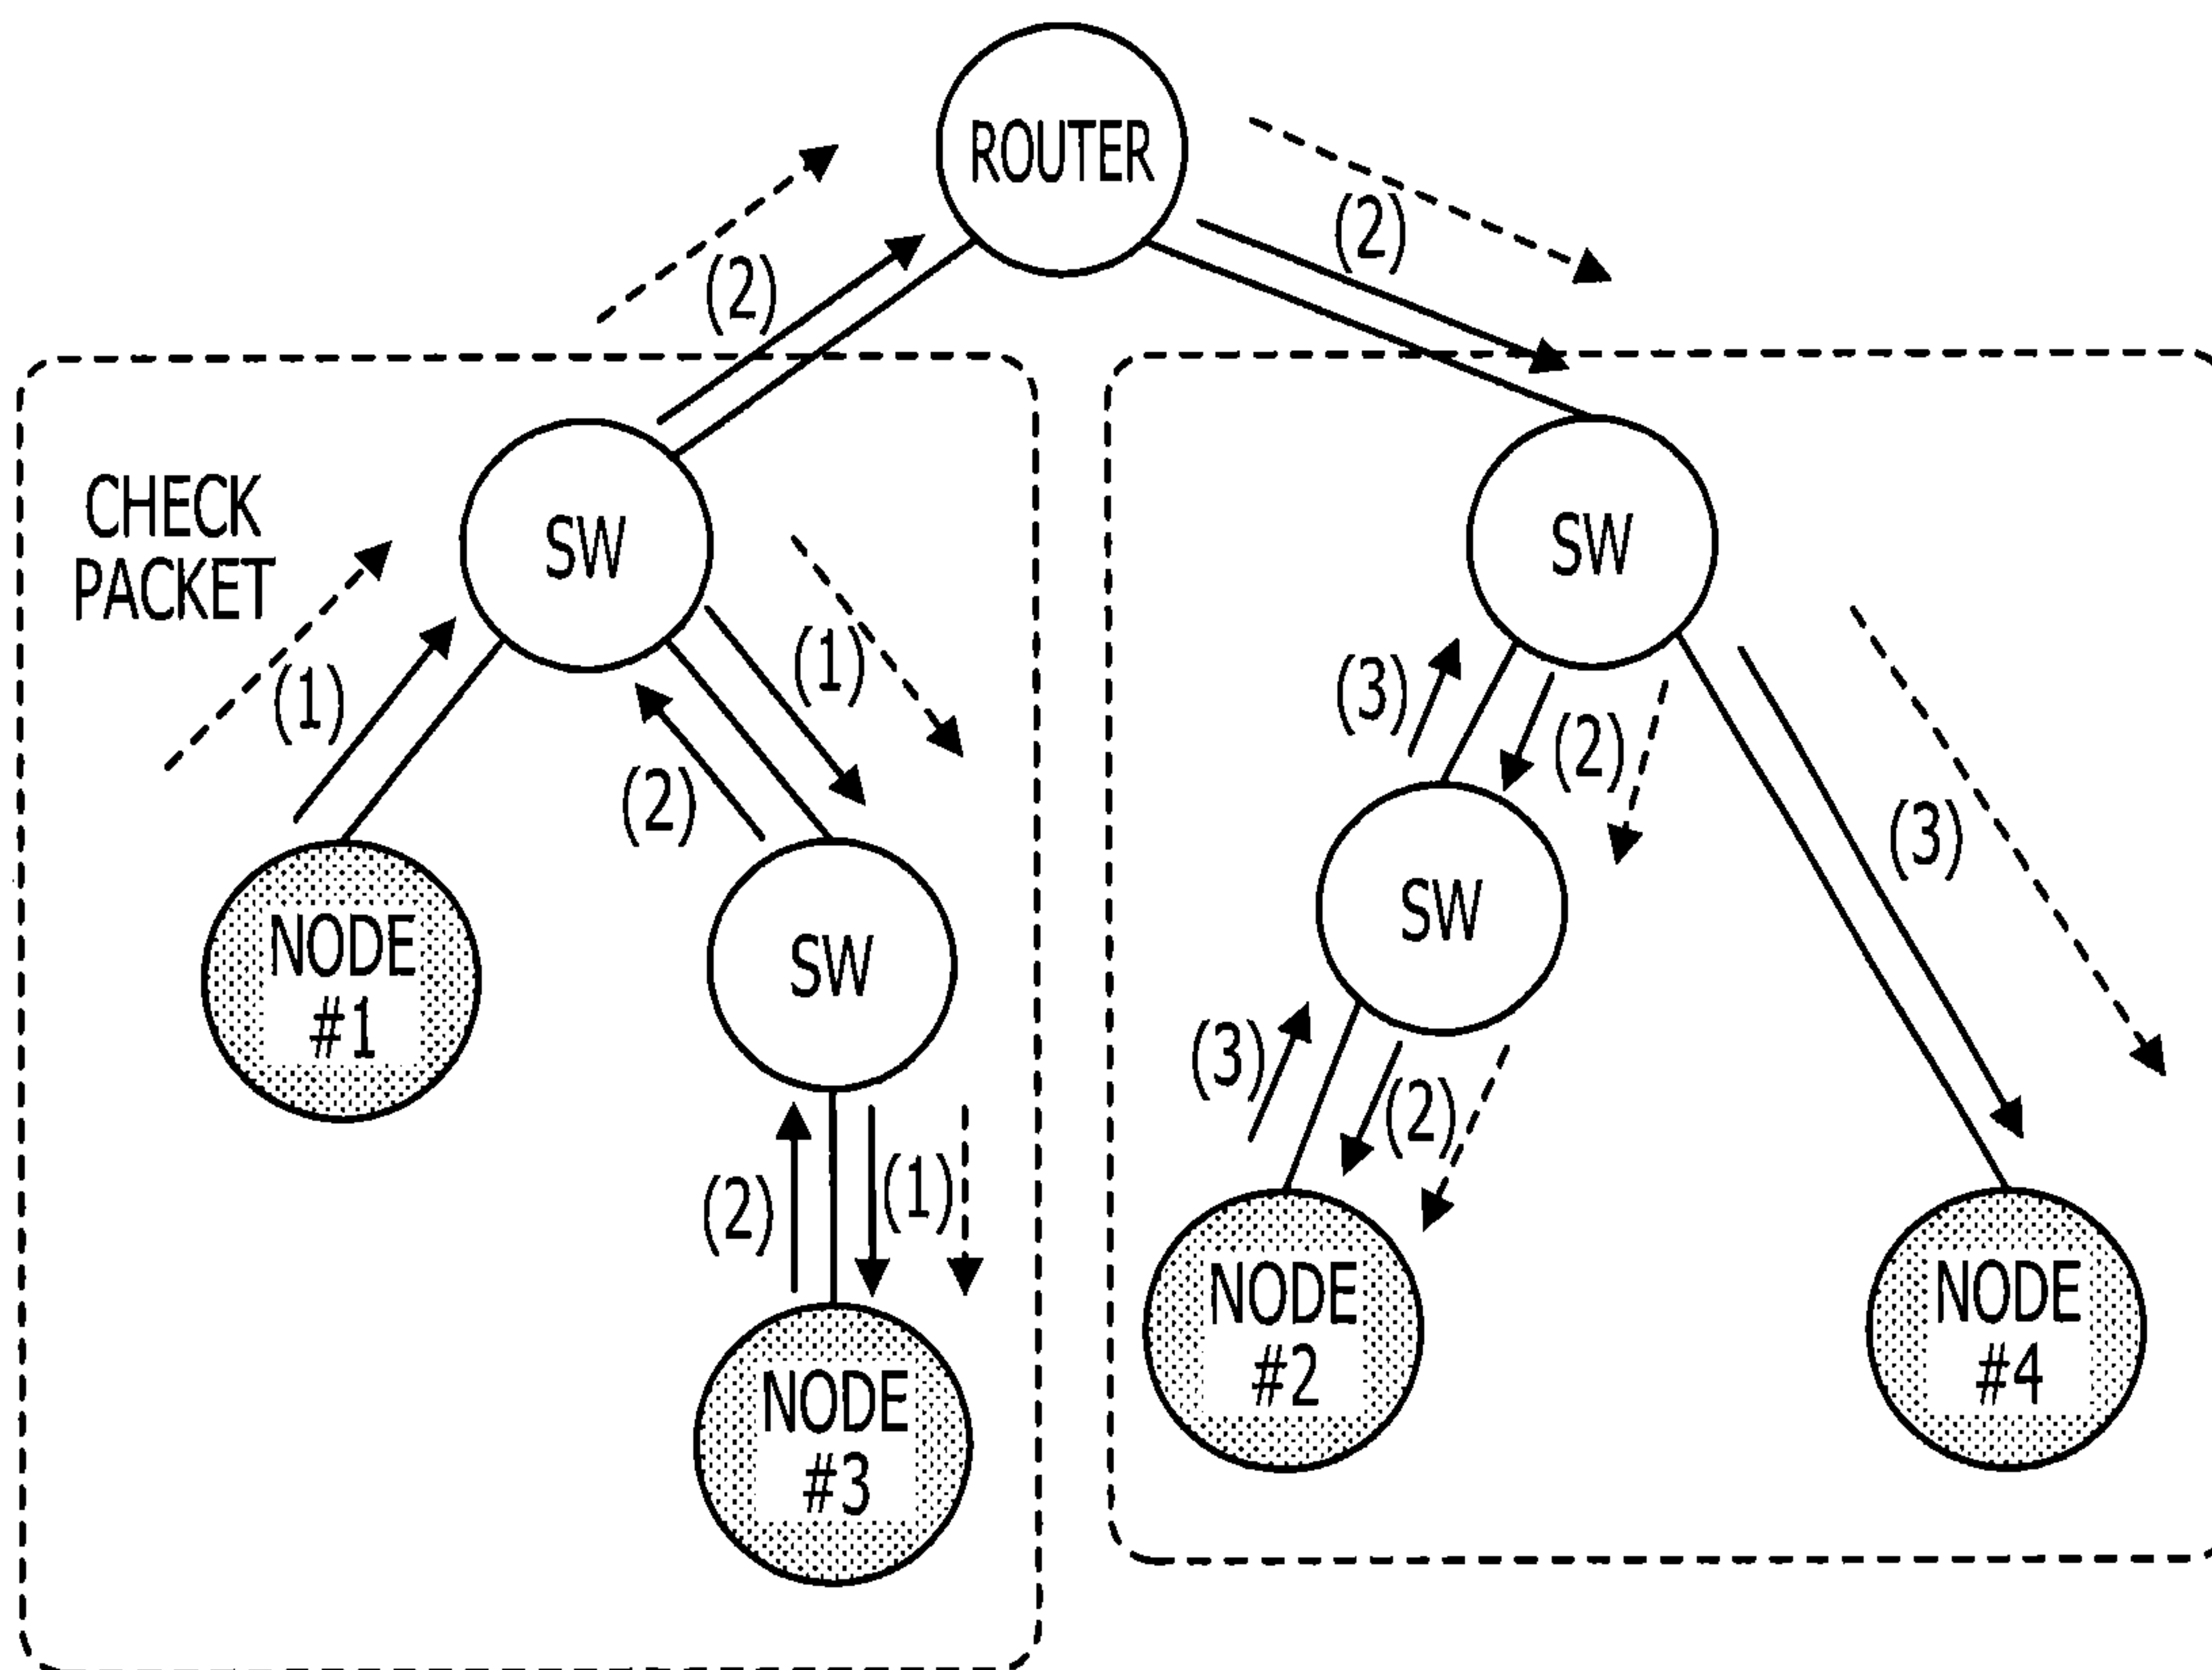 ROUTER
(2)
(2)
CHECK
PACKET
SW
SW
(1)
(1)
(3)
(2)
(2)
(3)
SW
NODE
#1
SW
(3)
(2)
(2)
(1)
NODE
#2
NODE
#4
NODE
#3